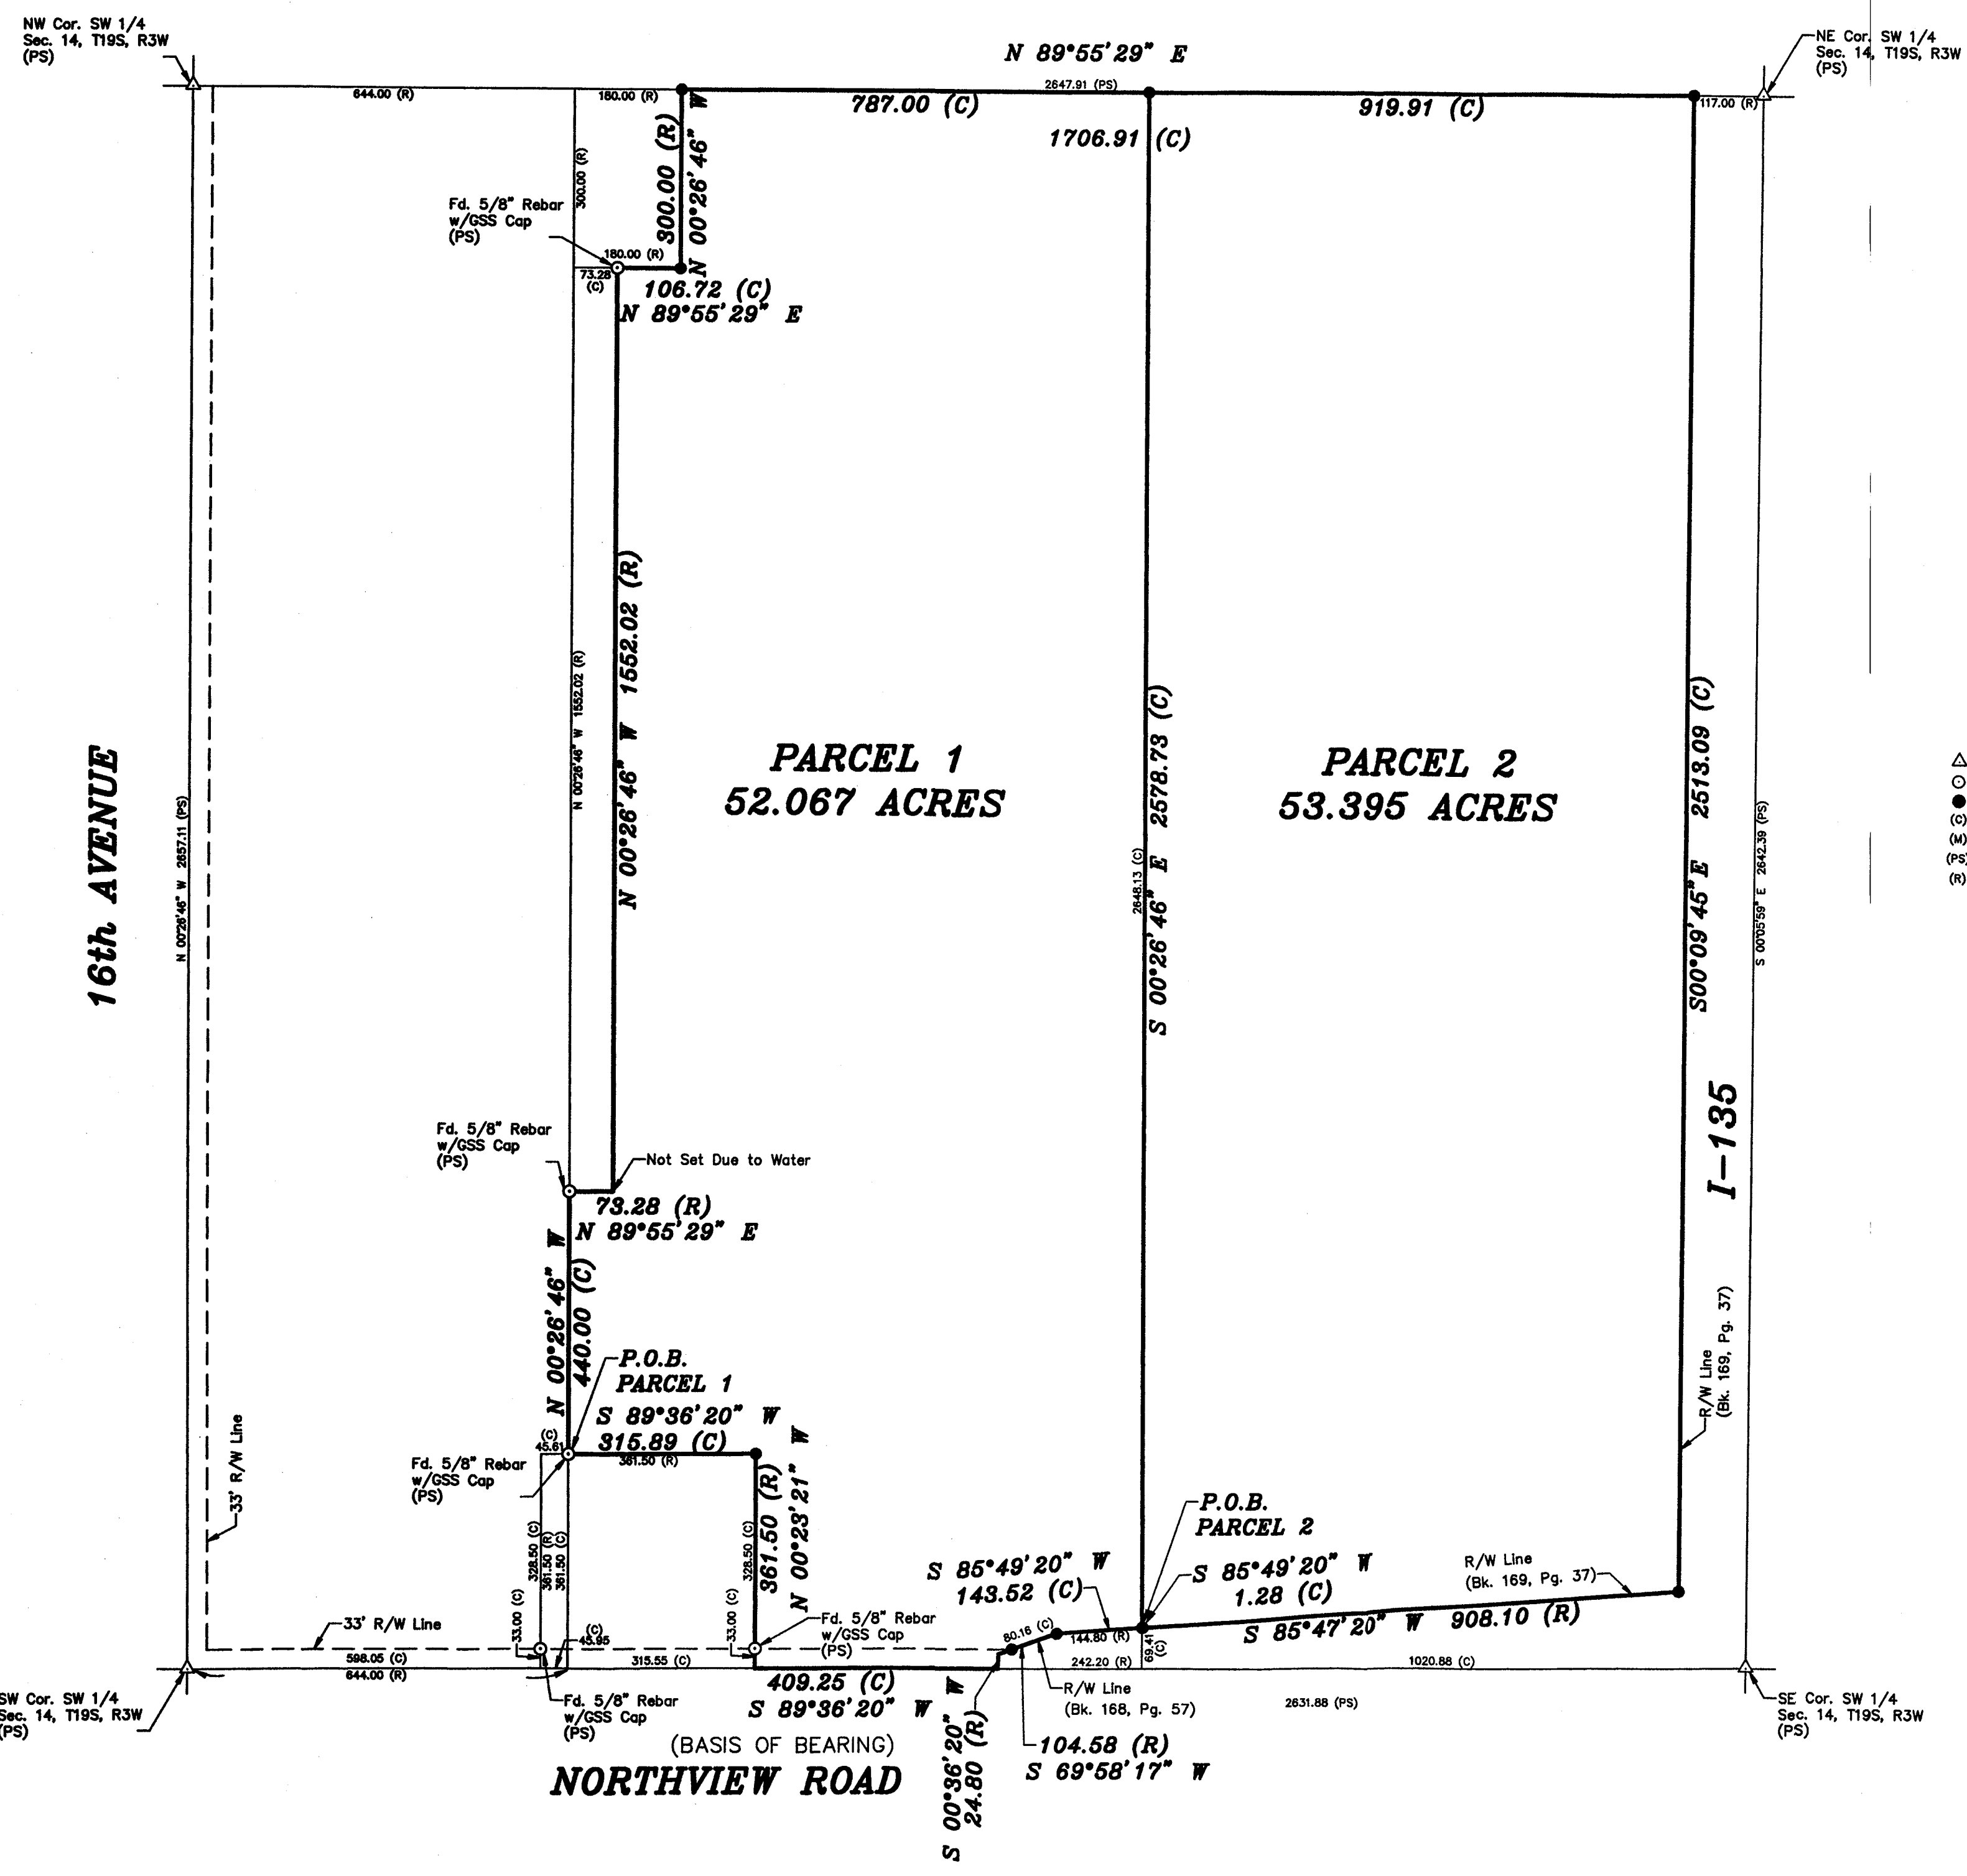 NW Cor. SW 1/4
Sec. 14, T19S, R3W
(PS)
N 89°55'29" E
NE Cor. SW 1/4
Sec. 14, T19S, R3W
(PS)
644.00 (R)
180.00 (R)
2647.91 (PS)
787.00 (C)
919.91 (C)
117.00 (R)
1706.91 (C)
300.00 (R)
300.00 (R)
N 00°26'46" W
Fd. 5/8" Rebar
w/GSS Cap
(PS)
180.00 (R)
73.28
(C)
106.72 (C)
N 89°55'29" E
N 00°26'46" W 1552.02 (R)
N 00°26'46" W 1552.02 (R)
PARCEL 1
52.067 ACRES
PARCEL 2
53.395 ACRES
16th AVENUE
N 00°26'46" W 2657.11 (PS)
2648.13 (C)
S 00°26'46" E 2578.73 (C)
S00°09'45"E 2513.09 (C)
S 00°05'59" E 2642.39 (PS)
(C)
(M)
(PS)
(R)
I-135
Fd. 5/8" Rebar
w/GSS Cap
(PS)
Not Set Due to Water
73.28 (R)
N 89°55'29" E
N 00°26'46" W
440.00 (C)
P.O.B.
PARCEL 1
S 89°36'20" W
315.89 (C)
361.50 (R)
(C)
45.61
Fd. 5/8" Rebar
w/GSS Cap
(PS)
33' R/W Line
R/W Line
(Bk. 169, Pg. 37)
328.50 (C)
361.50 (R)
361.50 (C)
328.50 (C)
361.50 (R)
N 00°23'21" W
P.O.B.
PARCEL 2
S 85°49'20" W
143.52 (C)
S 85°49'20" W
1.28 (C)
R/W Line
(Bk. 169, Pg. 37)
S 85°47'20" W 908.10 (R)
33' R/W Line
33.00 (C)
33.00 (C)
Fd. 5/8" Rebar
w/GSS Cap
(PS)
80.16 (C)
144.80 (R)
69.41
(C)
598.05 (C)
644.00 (R)
(C)
45.95
315.55 (C)
242.20 (R)
1020.88 (C)
409.25 (C)
S 89°36'20" W
2631.88 (PS)
SW Cor. SW 1/4
Sec. 14, T19S, R3W
(PS)
Fd. 5/8" Rebar
w/GSS Cap
(PS)
R/W Line
(Bk. 168, Pg. 57)
SE Cor. SW 1/4
Sec. 14, T19S, R3W
(PS)
(BASIS OF BEARING)
NORTHVIEW ROAD
S 00°36'20" W
24.80 (R)
104.58 (R)
S 69°58'17" W